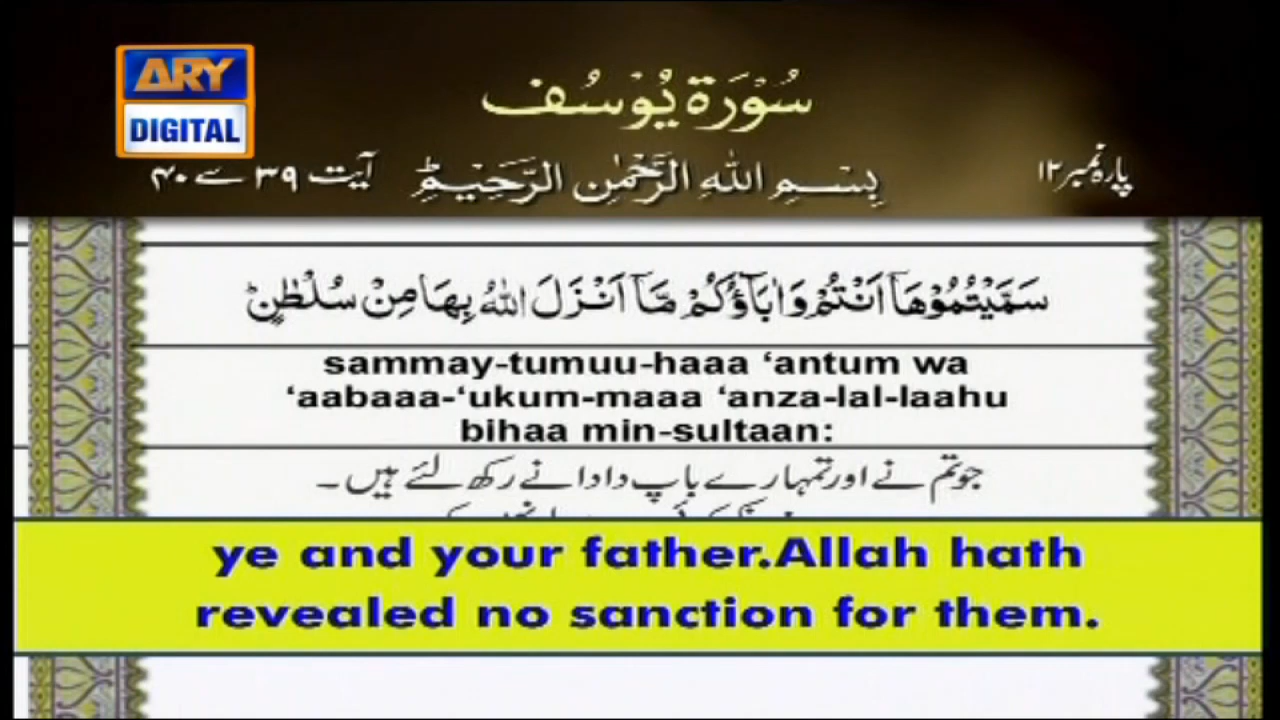 ARY
DIGITAL
سُوْرَة يُوْسُف
پارہ نمبر ۱۲
بِسْمِ اللهِ الرَّحْمٰنِ الرَّحِيْمِ
آیت ۳۹ سے ۴۰
سَمَّيْتُمُوْهَآ اَنْتُمْ وَاٰبَآؤُكُمْ مَّآ اَنْزَلَ اللهُ بِهَا مِنْ سُلْطٰنٍ ؕ
sammay-tumuu-haaa ‘antum wa
‘aabaaa-‘ukum-maaa ‘anza-lal-laahu
bihaa min-sultaan:
جو تم نے اور تمہارے باپ دادا نے رکھ لئے ہیں ۔
ye and your father.Allah hath
revealed no sanction for them.